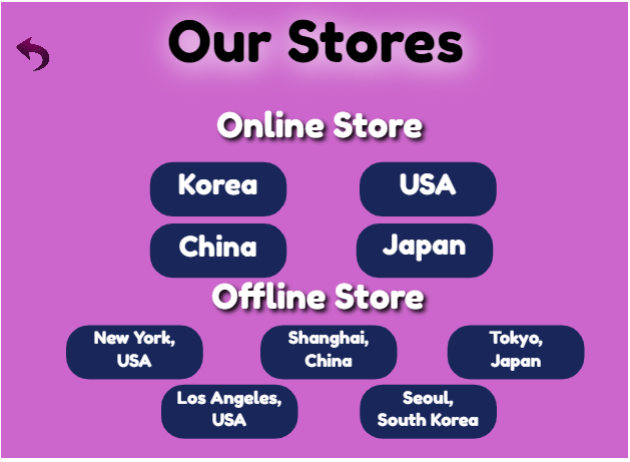 Our Stores
Online Store
Korea
USA
China
Japan
Offline Store
New York,
USA
Shanghai,
China
Tokyo,
Japan
Los Angeles,
USA
Seoul,
South Korea